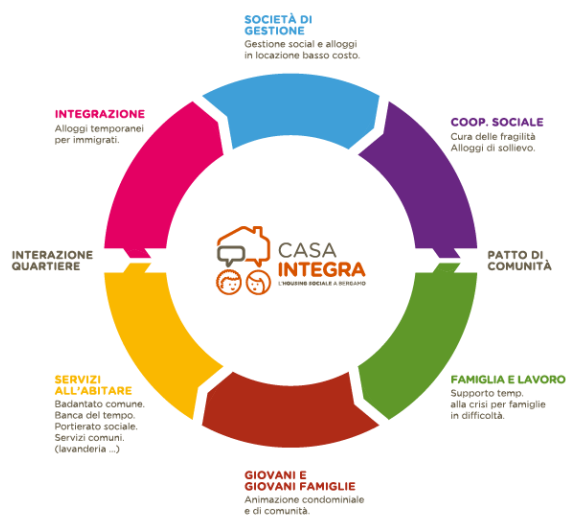 SOCIETÀ DI
GESTIONE
Gestione social e alloggi
in locazione basso costo.
INTEGRAZIONE
Alloggi temporanei
per immigrati.
COOP. SOCIALE
Cura delle fragilità
Alloggi di sollievo.
INTERAZIONE
QUARTIERE
CASA
INTEGRA
L'HOUSING SOCIALE A BERGAMO
PATTO DI
COMUNITÀ
SERVIZI
ALL'ABITARE
Badantato comune.
Banca del tempo.
Portierato sociale.
Servizi comuni.
(lavanderia ...)
FAMIGLIA E LAVORO
Supporto temp.
alla crisi per famiglie
in difficoltà.
GIOVANI E
GIOVANI FAMIGLIE
Animazione condominiale
e di comunità.